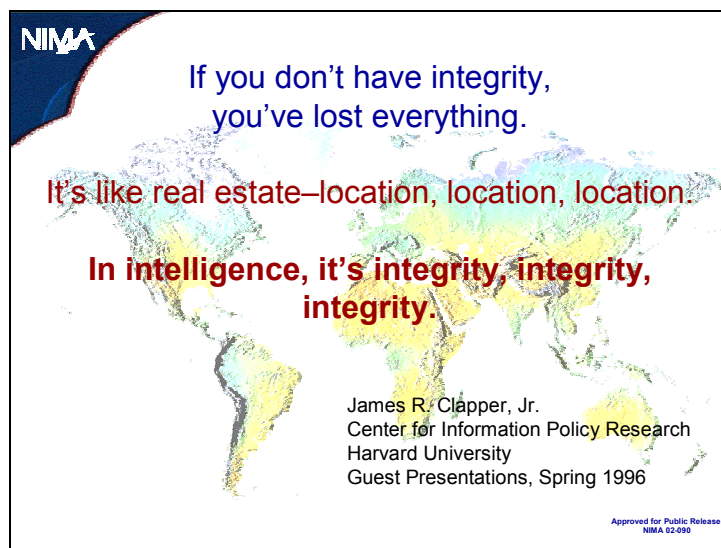 NIMA
If you don’t have integrity,
you’ve lost everything.
It’s like real estate–location, location, location.
In intelligence, it’s integrity, integrity,
integrity.
James R. Clapper, Jr.
Center for Information Policy Research
Harvard University
Guest Presentations, Spring 1996
Approved for Public Release
NIMA 02-090